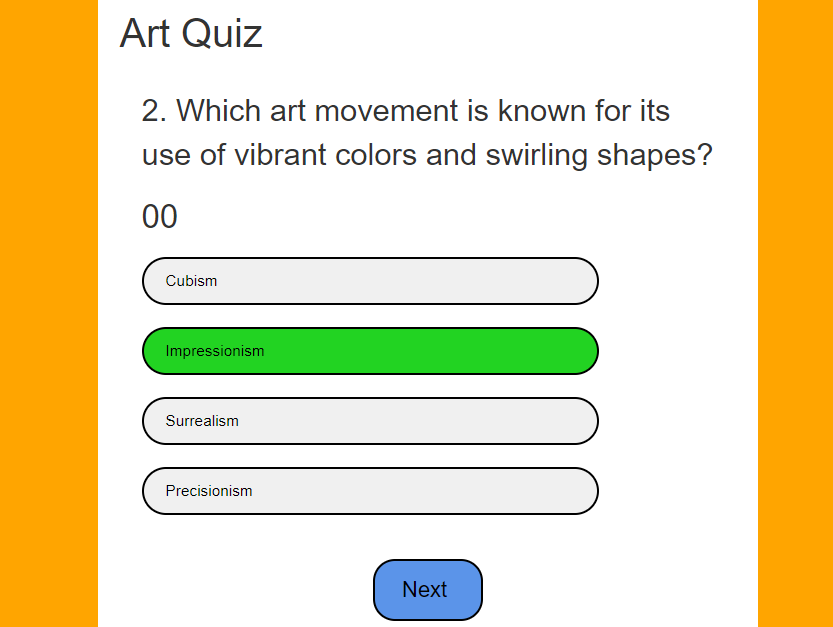 Art Quiz
2. Which art movement is known for its
use of vibrant colors and swirling shapes?
00
Cubism
Impressionism
Surrealism
Precisionism
Next